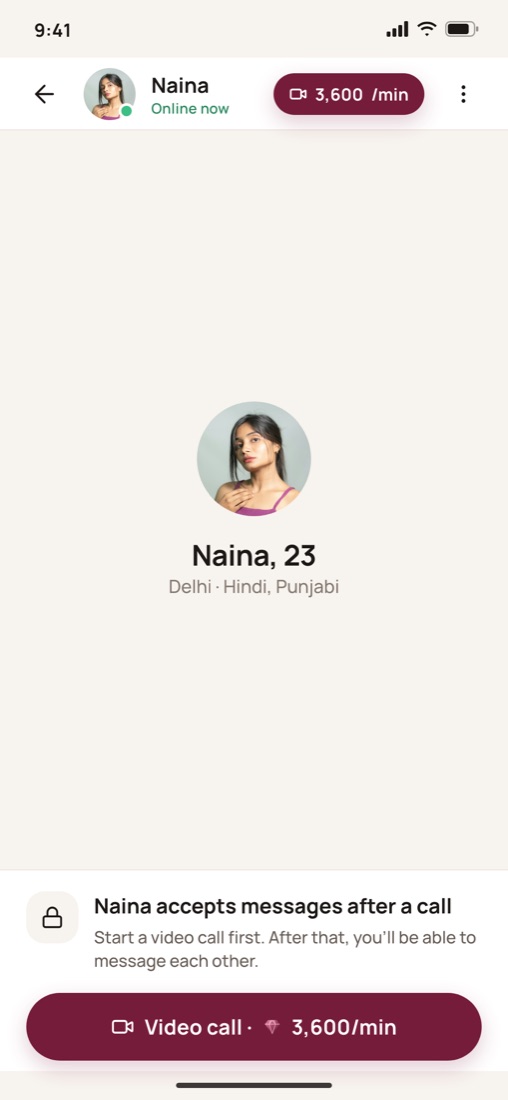 9:41
Naina
Online now
3,600 /min
Naina, 23
Delhi · Hindi, Punjabi
Naina accepts messages after a call
Start a video call first. After that, you'll be able to
message each other.
Video call · 3,600/min